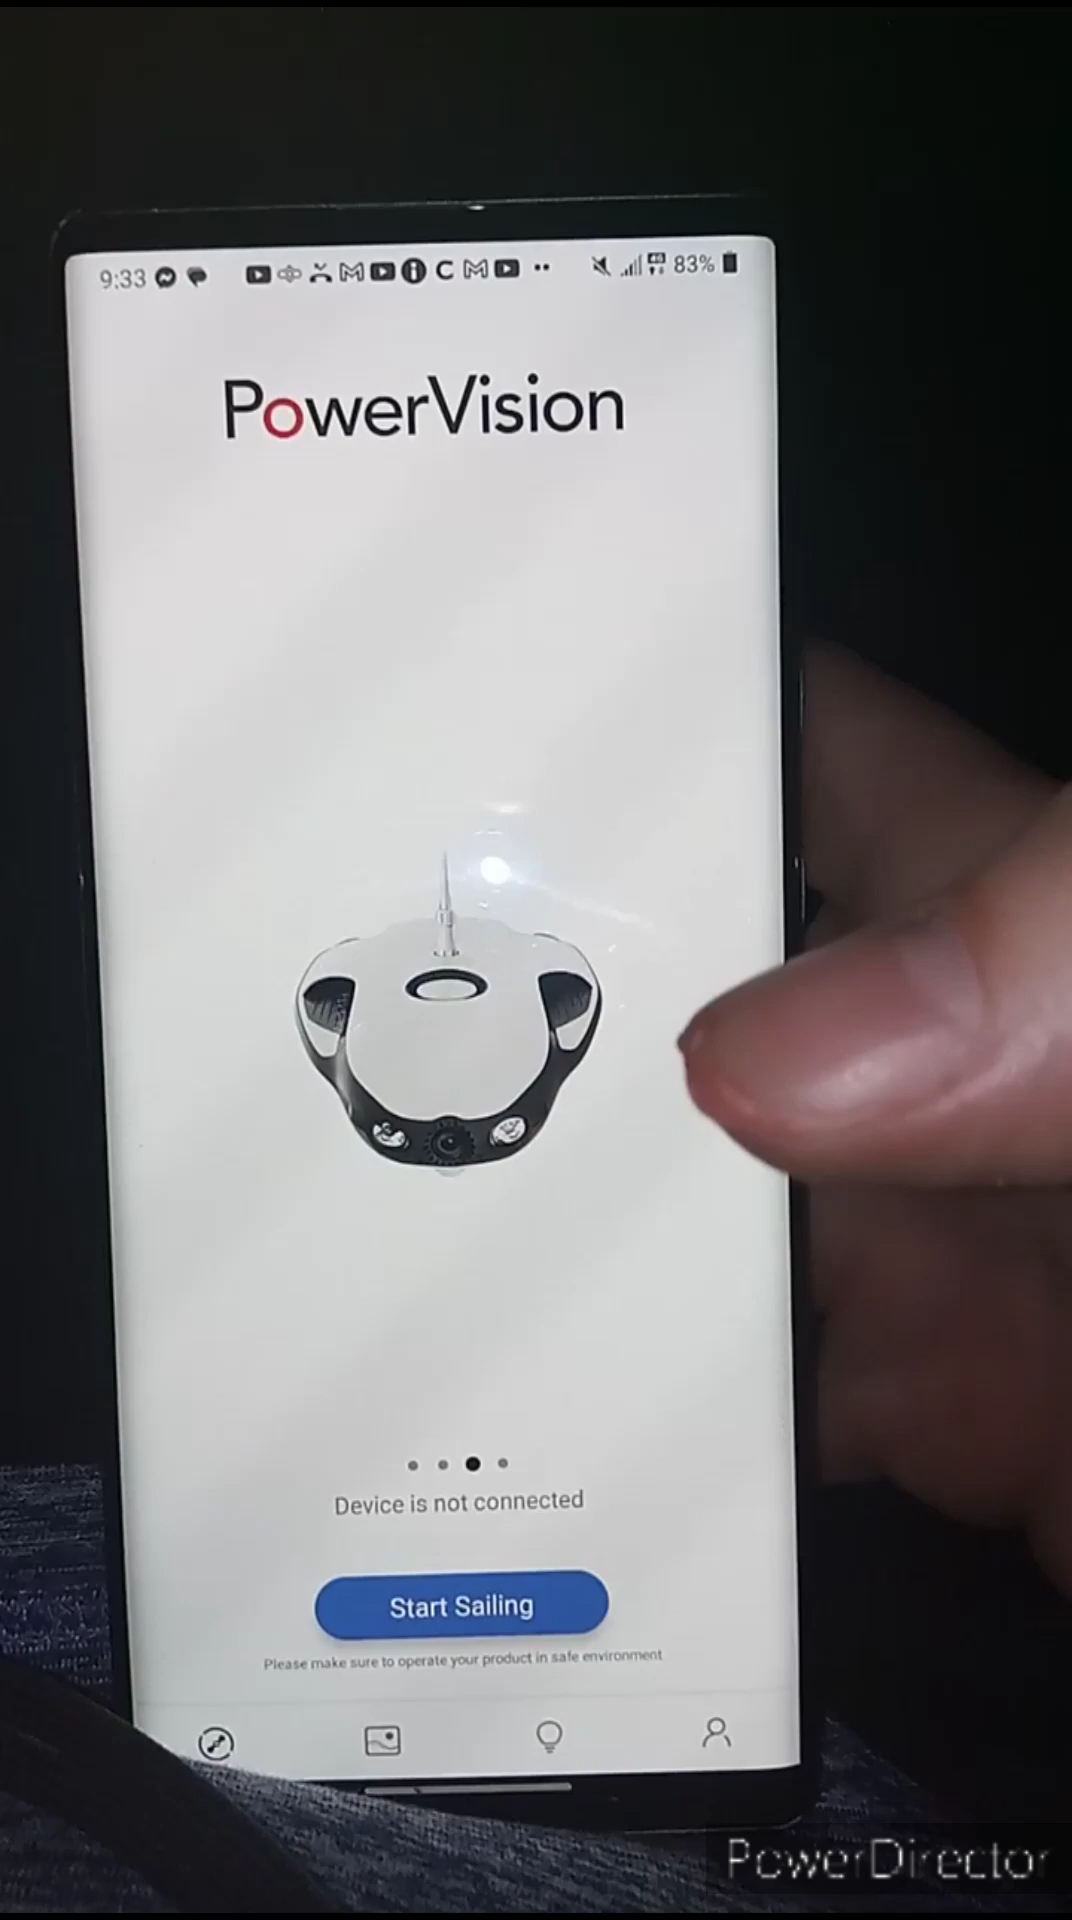 9:33 83%
PowerVision
Device is not connected
Start Sailing
Please make sure to operate your product in safe environment
PowerDirector